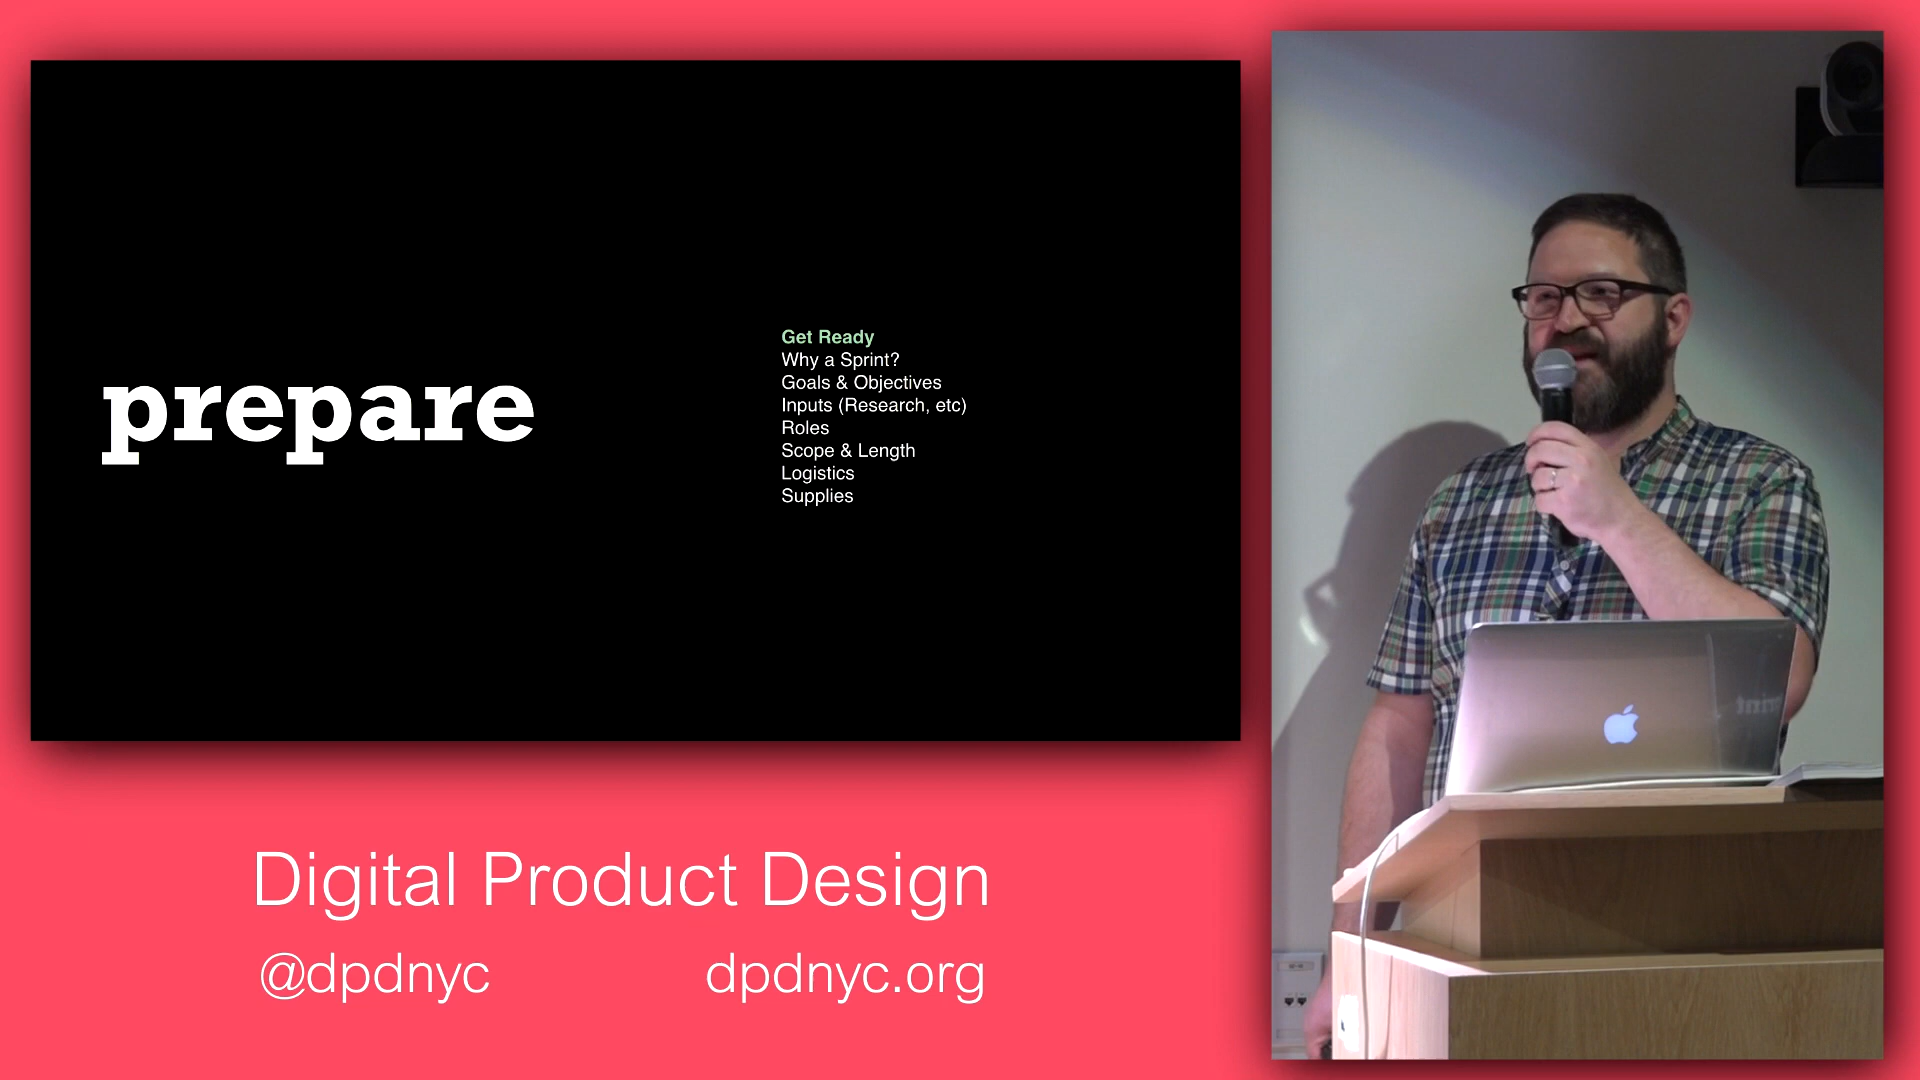 prepare
Get Ready
Why a Sprint?
Goals & Objectives
Inputs (Research, etc)
Roles
Scope & Length
Logistics
Supplies
Digital Product Design
@dpdnyc
dpdnyc.org